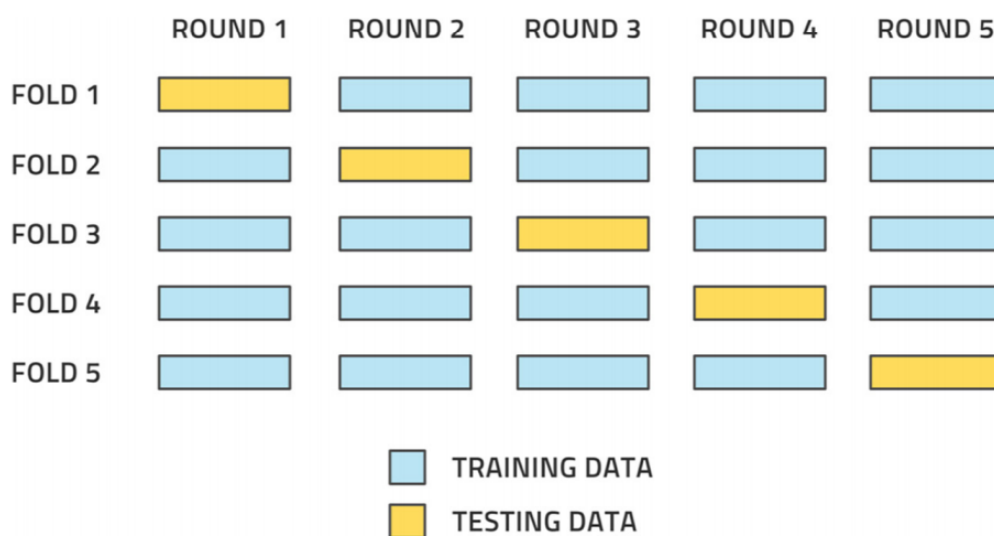 ROUND 1 ROUND 2 ROUND 3 ROUND 4 ROUND 5
FOLD 1
FOLD 2
FOLD 3
FOLD 4
FOLD 5
TRAINING DATA
TESTING DATA